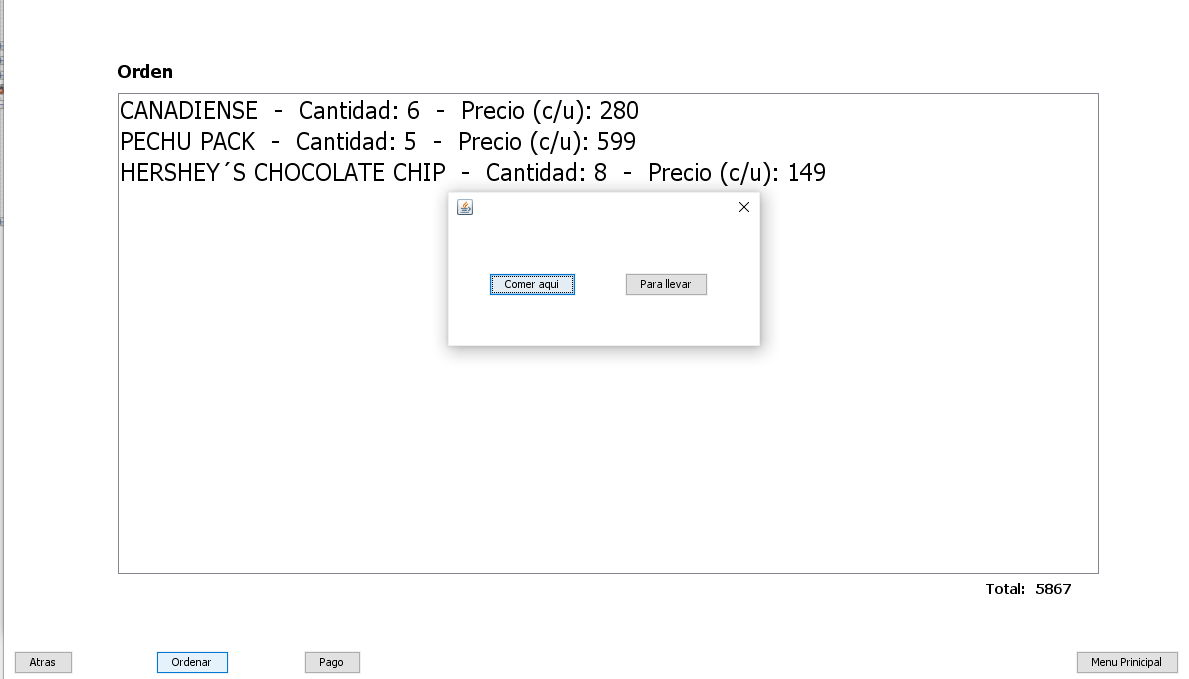 Orden
CANADIENSE - Cantidad: 6 - Precio (c/u): 280
PECHU PACK - Cantidad: 5 - Precio (c/u): 599
HERSHEY´S CHOCOLATE CHIP - Cantidad: 8 - Precio (c/u): 149
Comer aqui
Para llevar
Total: 5867
Atras
Ordenar
Pago
Menu Prinicipal